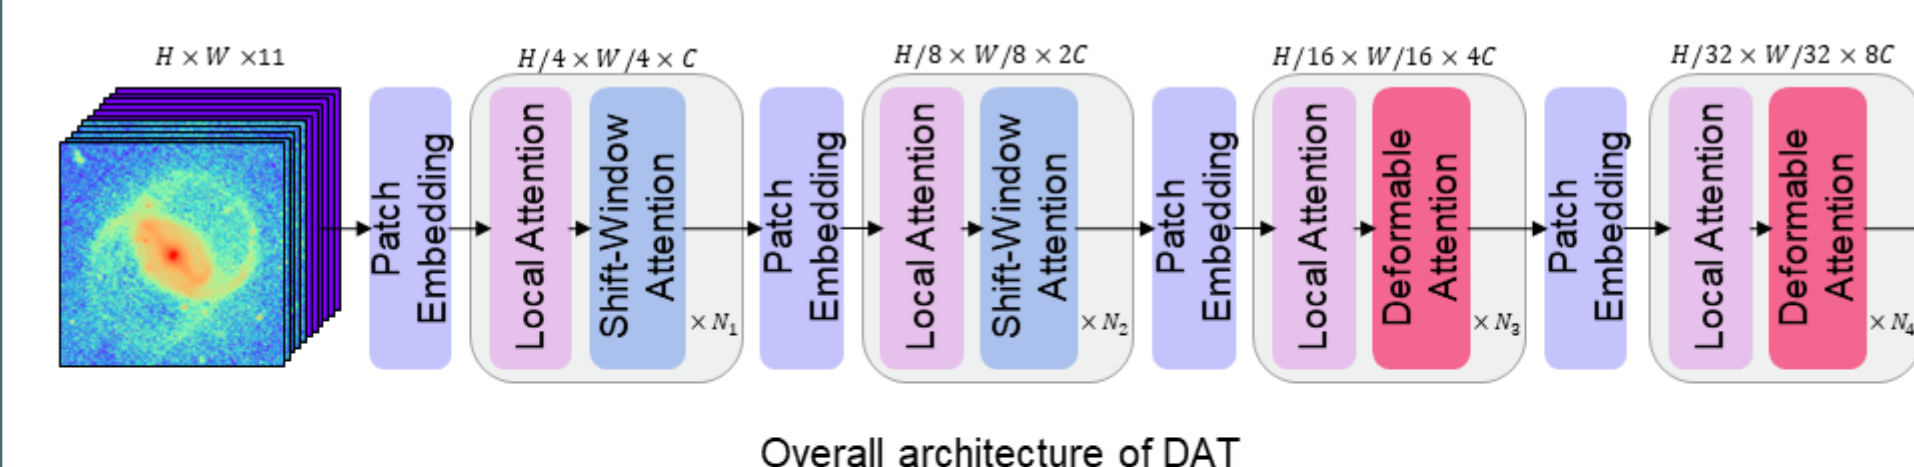 H × W ×11
H/4 × W/4 × C
H/8 × W/8 × 2C
H/16 × W/16 × 4C
H/32 × W/32 × 8C
Patch
Embedding
Local Attention
Shift-Window
Attention
× N₁
Patch
Embedding
Local Attention
Shift-Window
Attention
× N₂
Patch
Embedding
Local Attention
Deformable
Attention
× N₃
Patch
Embedding
Local Attention
Deformable
Attention
× N₄
Overall architecture of DAT